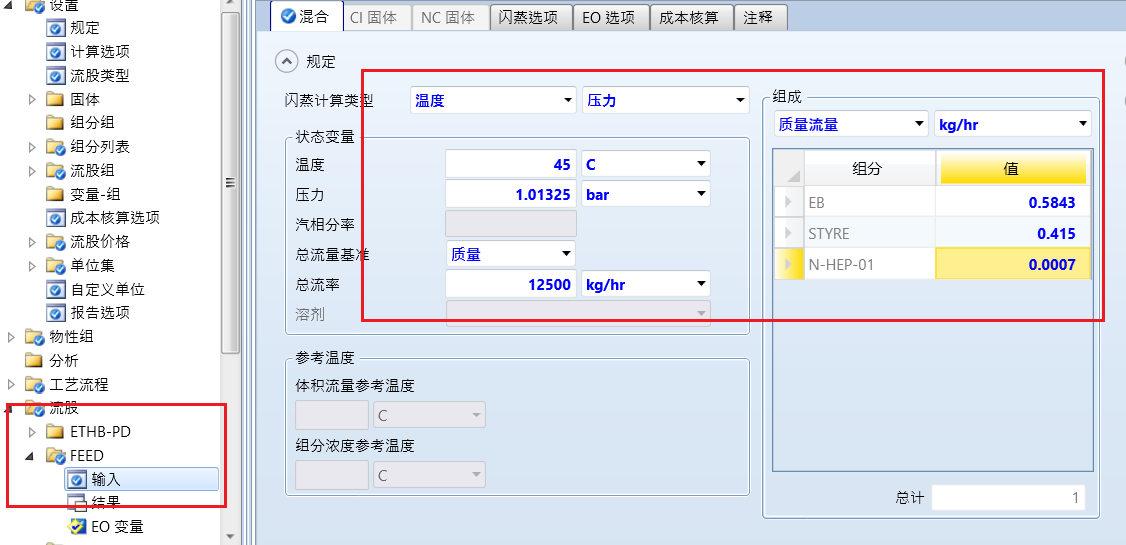 设置
规定
计算选项
流股类型
固体
组分组
组分列表
流股组
变量-组
成本核算选项
流股价格
单位集
自定义单位
报告选项
物性组
分析
工艺流程
流股
ETHB-PD
FEED
输入
结果
EO 变量
混合 CI 固体 NC 固体 闪蒸选项 EO 选项 成本核算 注释
规定
闪蒸计算类型 温度 压力
状态变量
温度 45 C
压力 1.01325 bar
汽相分率
总流量基准 质量
总流率 12500 kg/hr
溶剂
参考温度
体积流量参考温度
C
组分浓度参考温度
C
组成
质量流量 kg/hr
组分 值
EB 0.5843
STYRE 0.415
N-HEP-01 0.0007
总计 1